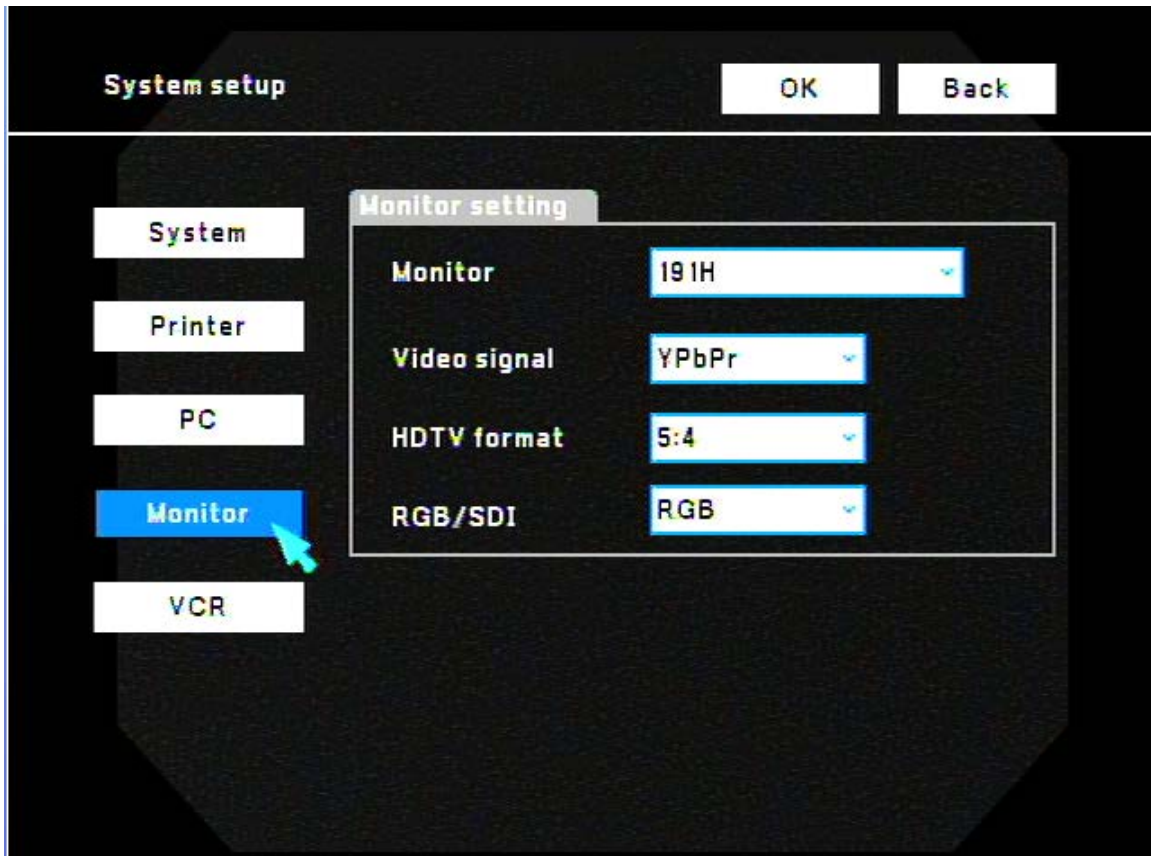 System setup
OK
Back
System
Printer
PC
Monitor
VCR
Monitor setting
Monitor
191H
Video signal
YPbPr
HDTV format
5:4
RGB/SDI
RGB